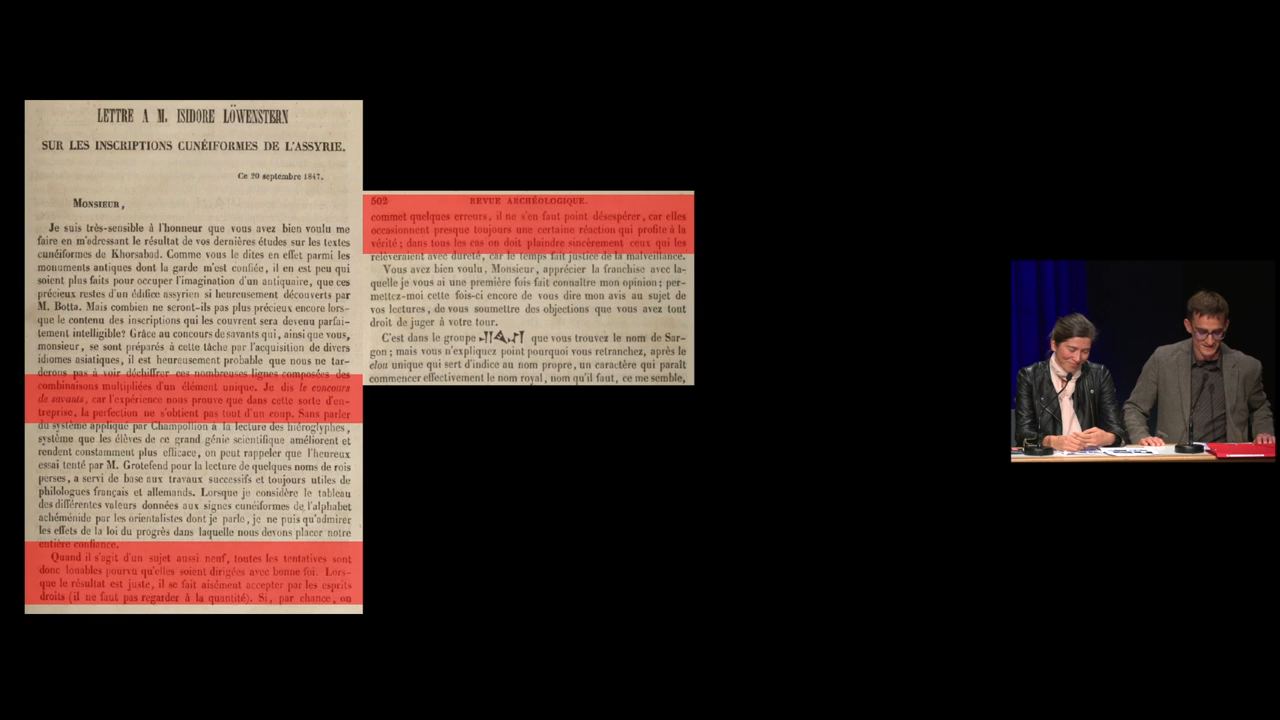 LETTRE A M. ISIDORE LÖWENSTERN
SUR LES INSCRIPTIONS CUNÉIFORMES DE L'ASSYRIE.
Ce 20 septembre 1847.
MONSIEUR,
Je suis très-sensible à l'honneur que vous avez bien voulu me
faire en m'adressant le résultat de vos dernières études sur les textes
cunéiformes de Khorsabad. Comme vous le dites en effet parmi les
monuments antiques dont la garde m'est confiée, il en est peu qui
soient plus faits pour occuper l'imagination d'un antiquaire, que ces
précieux restes d'un édifice assyrien si heureusement découverts par
M. Botta. Mais combien ne seront-ils pas plus précieux encore lors-
que le contenu des inscriptions qui les couvrent sera devenu parfai-
tement intelligible? Grâce au concours de savants qui, ainsi que vous,
monsieur, se sont préparés à cette tâche par l'acquisition de divers
idiomes asiatiques, il est heureusement probable que nous ne tar-
derons pas à voir déchiffrer ces nombreuses lignes composées des
combinaisons multipliées d'un élément unique. Je dis le concours
de savants, car l'expérience nous prouve que dans cette sorte d'en-
treprise, la perfection ne s'obtient pas tout d'un coup. Sans parler
du système appliqué par Champollion à la lecture des hiéroglyphes,
système que les élèves de ce grand génie scientifique améliorent et
rendent constamment plus efficace, on peut rappeler que l'heureux
essai tenté par M. Grotefend pour la lecture de quelques noms de rois
perses, a servi de base aux travaux successifs et toujours utiles de
philologues français et allemands. Lorsque je considère le tableau
des différentes valeurs données aux signes cunéiformes de l'alphabet
achéménide par les orientalistes dont je parle, je ne puis qu'admirer
les effets de la loi du progrès dans laquelle nous devons placer notre
entière confiance.
Quand il s'agit d'un sujet aussi neuf, toutes les tentatives sont
donc louables pourvu qu'elles soient dirigées avec bonne foi. Lors-
que le résultat est juste, il se fait aisément accepter par les esprits
droits (il ne faut pas regarder à la quantité). Si, par chance, on
502 REVUE ARCHÉOLOGIQUE.
commet quelques erreurs, il ne s'en faut point désespérer, car elles
occasionnent presque toujours une certaine réaction qui profite à la
vérité; dans tous les cas on doit plaindre sincèrement ceux qui les
relèveraient avec dureté, car le temps fait justice de la malveillance.
Vous avez bien voulu, Monsieur, apprécier la franchise avec la-
quelle je vous ai une première fois fait connaître mon opinion; per-
mettez-moi cette fois-ci encore de vous dire mon avis au sujet de
vos lectures, de vous soumettre des objections que vous avez tout
droit de juger à votre tour.
C'est dans le groupe que vous trouvez le nom de Sar-
gon; mais vous n'expliquez point pourquoi vous retranchez, après le
clou unique qui sert d'indice au nom propre, un caractère qui paraît
commencer effectivement le nom royal, nom qu'il faut, ce me semble,